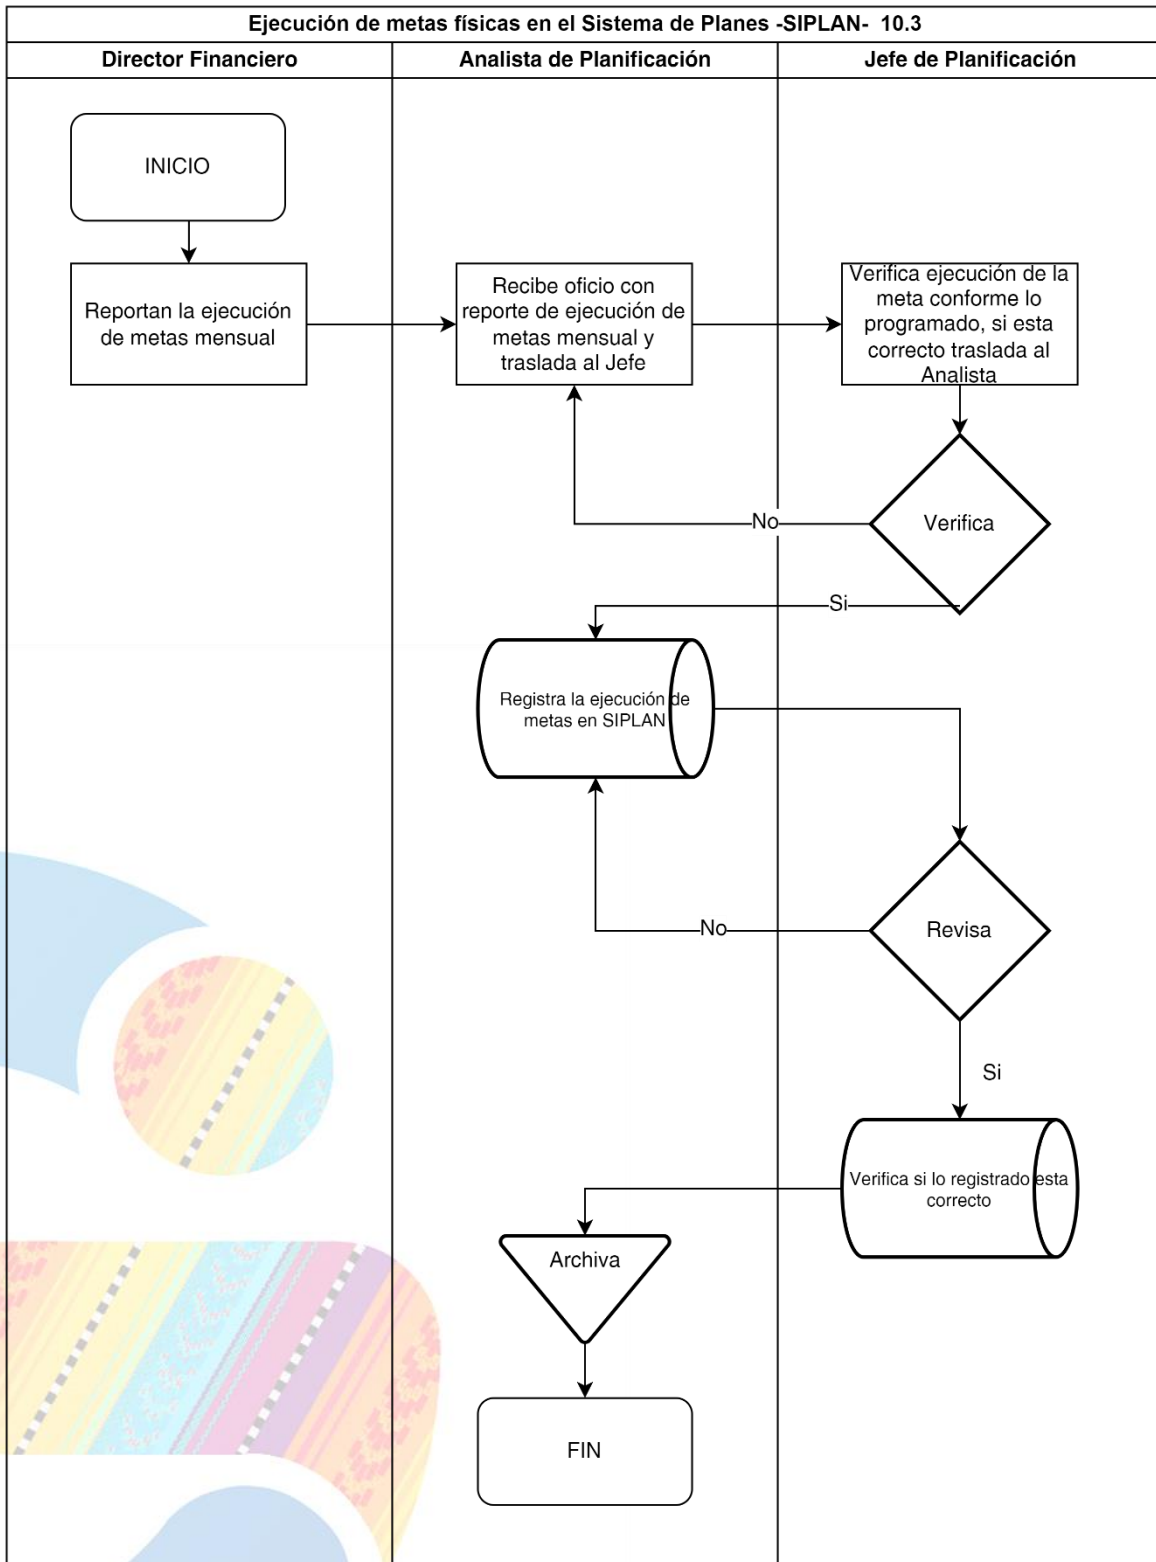 Ejecución de metas físicas en el Sistema de Planes -SIPLAN- 10.3
Director Financiero
Analista de Planificación
Jefe de Planificación
INICIO
Reportan la ejecución
de metas mensual
Recibe oficio con
reporte de ejecución de
metas mensual y
traslada al Jefe
Verifica ejecución de la
meta conforme lo
programado, si esta
correcto traslada al
Analista
Verifica
No
Si
Registra la ejecución de
metas en SIPLAN
Revisa
No
Si
Verifica si lo registrado esta
correcto
Archiva
FIN